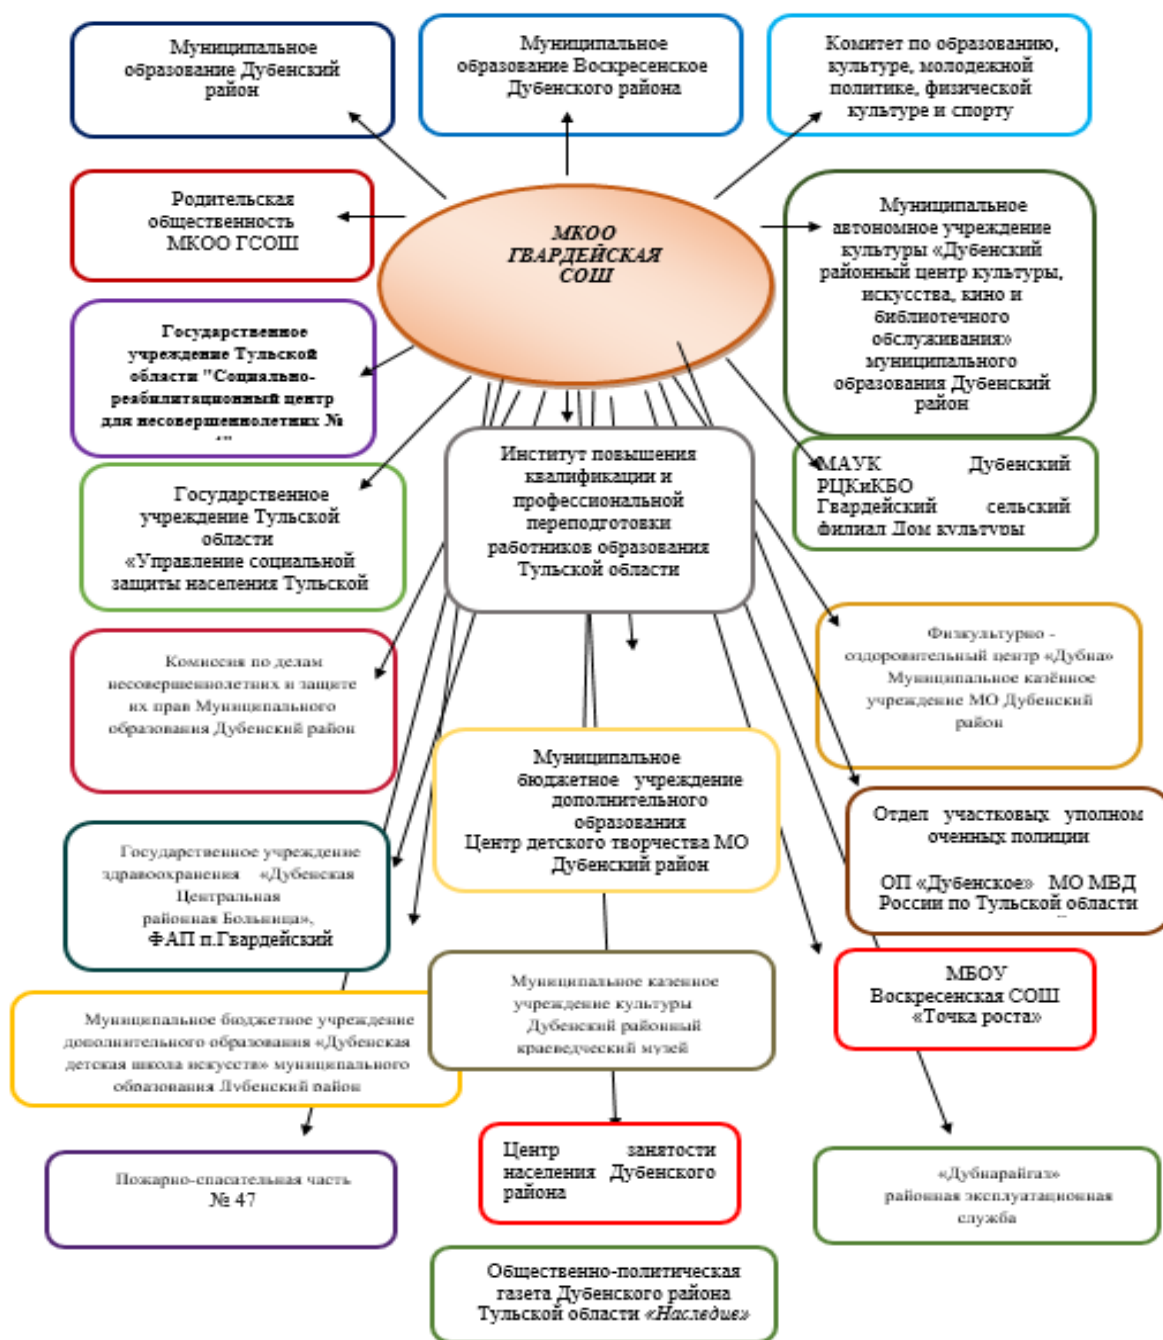 Муниципальное
образование Дубенский
район
Муниципальное
образование Воскресенское
Дубенского района
Комитет по образованию,
культуре, молодежной
политике, физической
культуре и спорту
Родительская
общественность
МКОО ГСОШ
МКОО
ГВАРДЕЙСКАЯ
СОШ
Муниципальное
автономное учреждение
культуры «Дубенский
районный центр культуры,
искусства, кино и
библиотечного
обслуживания»
муниципального
образования Дубенский
район
Государственное
учреждение Тульской
области "Социально-
реабилитационный центр
для несовершеннолетних №
МАУК Дубенский
РЦКиКБО
Гвардейский сельский
филиал Дом культуры
Институт повышения
квалификации и
профессиональной
переподготовки
работников образования
Тульской области
Государственное
учреждение Тульской
области
«Управление социальной
защиты населения Тульской
Физкультурно -
оздоровительный центр «Дубна»
Муниципальное казённое
учреждение МО Дубенский
район
Комиссия по делам
несовершеннолетних и защите
их прав Муниципального
образования Дубенский район
Муниципальное
бюджетное учреждение
дополнительного
образования
Центр детского творчества МО
Дубенский район
Отдел участковых уполном
оченных полиции
ОП «Дубенское» МО МВД
России по Тульской области
Государственное учреждение
здравоохранения «Дубенская
Центральная
районная Больница»,
ФАП п.Гвардейский
Муниципальное казенное
учреждение культуры
Дубенский районный
краеведческий музей
МБОУ
Воскресенская СОШ
«Точка роста»
Муниципальное бюджетное учреждение
дополнительного образования «Дубенская
детская школа искусств» муниципального
образования Дубенский район
Центр занятости
населения Дубенского
района
Пожарно-спасательная часть
№ 47
«Дубнарайгаз»
районная эксплуатационная
служба
Общественно-политическая
газета Дубенского района
Тульской области «Наследие»